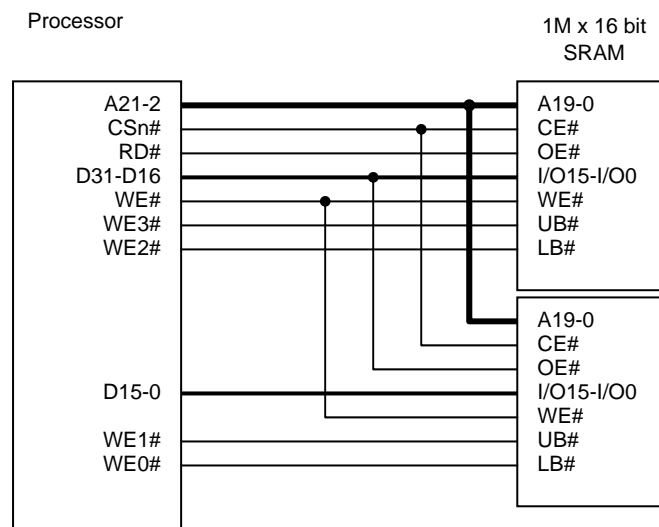 Processor
1M x 16 bit
SRAM
A21-2
CSn#
RD#
D31-D16
WE#
WE3#
WE2#
D15-0
WE1#
WE0#
A19-0
CE#
OE#
I/O15-I/O0
WE#
UB#
LB#
A19-0
CE#
OE#
I/O15-I/O0
WE#
UB#
LB#